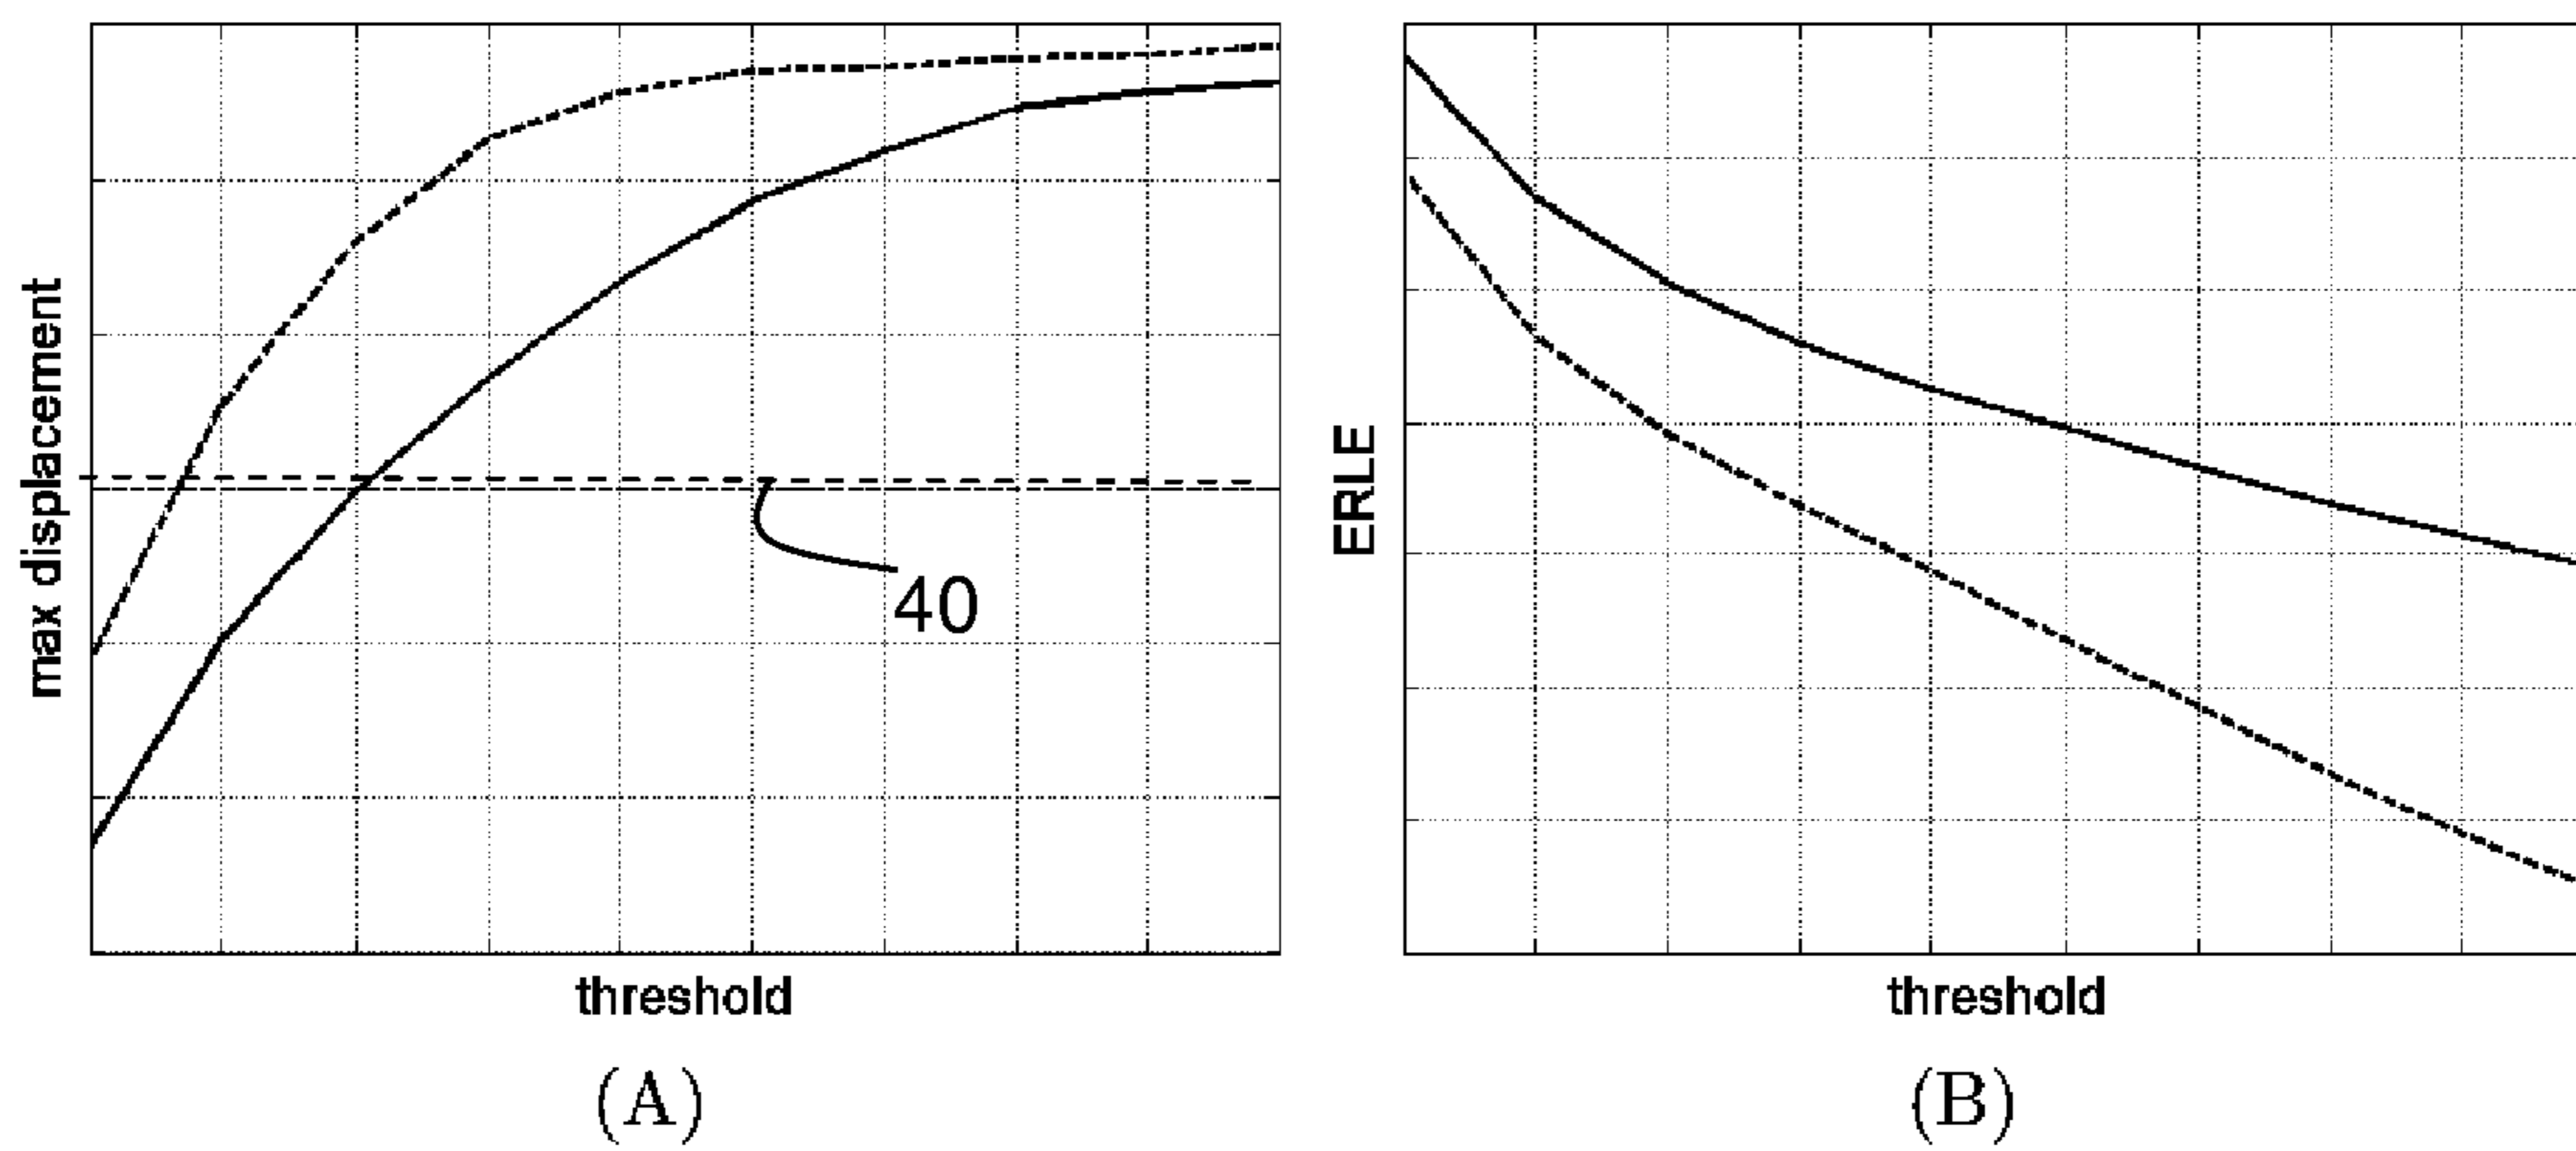 max displacement
40
threshold
(A)
ERLE
threshold
(B)